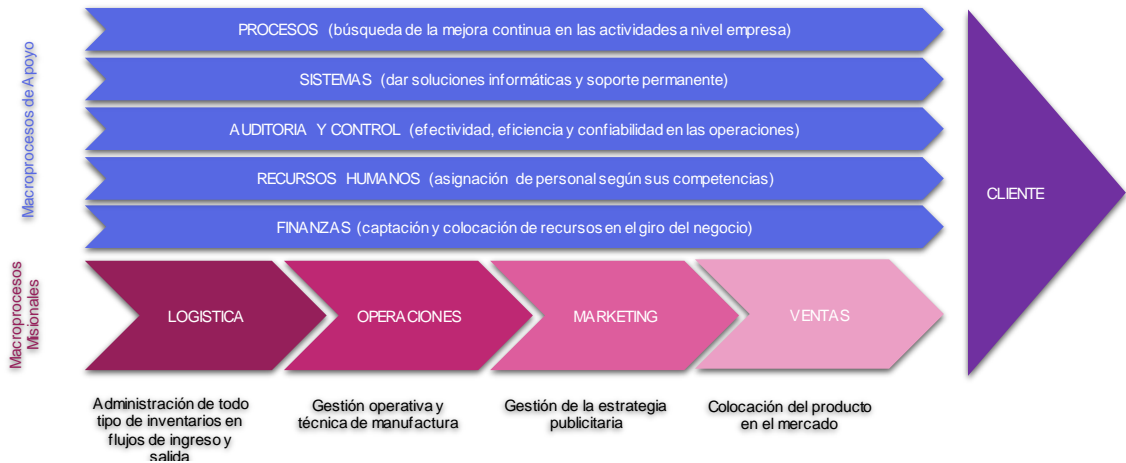 Macroprocesos de Apoyo
PROCESOS (búsqueda de la mejora continua en las actividades a nivel empresa)
SISTEMAS (dar soluciones informáticas y soporte permanente)
AUDITORIA Y CONTROL (efectividad, eficiencia y confiabilidad en las operaciones)
RECURSOS HUMANOS (asignación de personal según sus competencias)
FINANZAS (captación y colocación de recursos en el giro del negocio)
CLIENTE
Macroprocesos
Misionales
LOGISTICA
OPERACIONES
MARKETING
VENTAS
Administración de todo
tipo de inventarios en
flujos de ingreso y
salida
Gestión operativa y
técnica de manufactura
Gestión de la estrategia
publicitaria
Colocación del producto
en el mercado